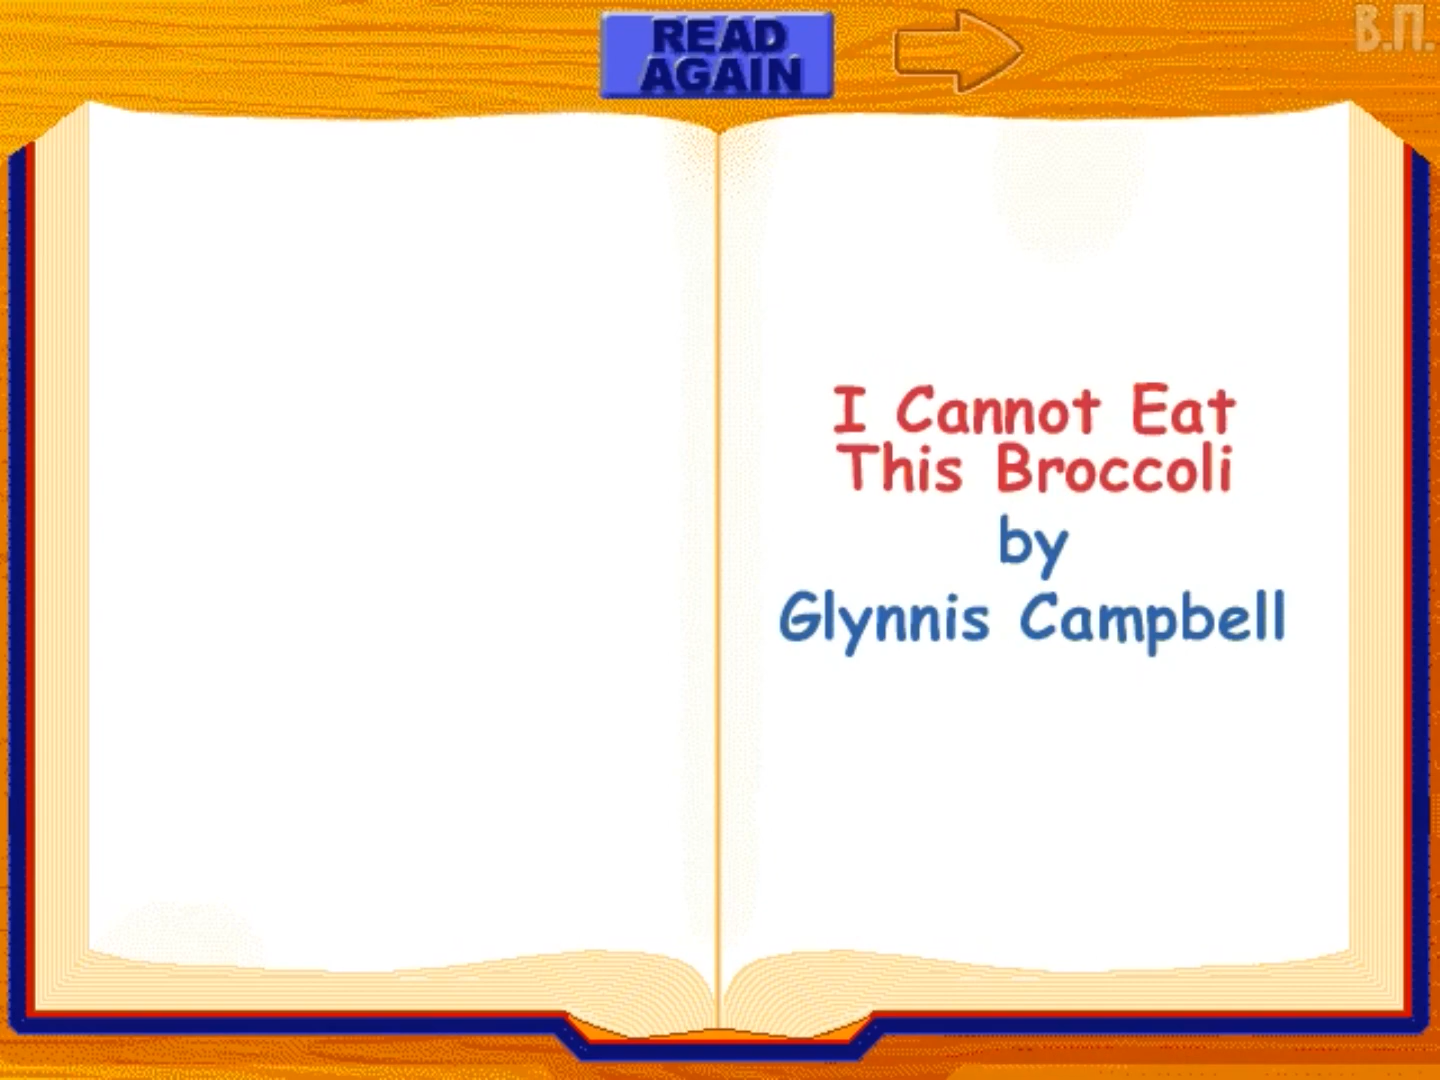 READ
AGAIN
В.П.
I Cannot Eat
This Broccoli
by
Glynnis Campbell